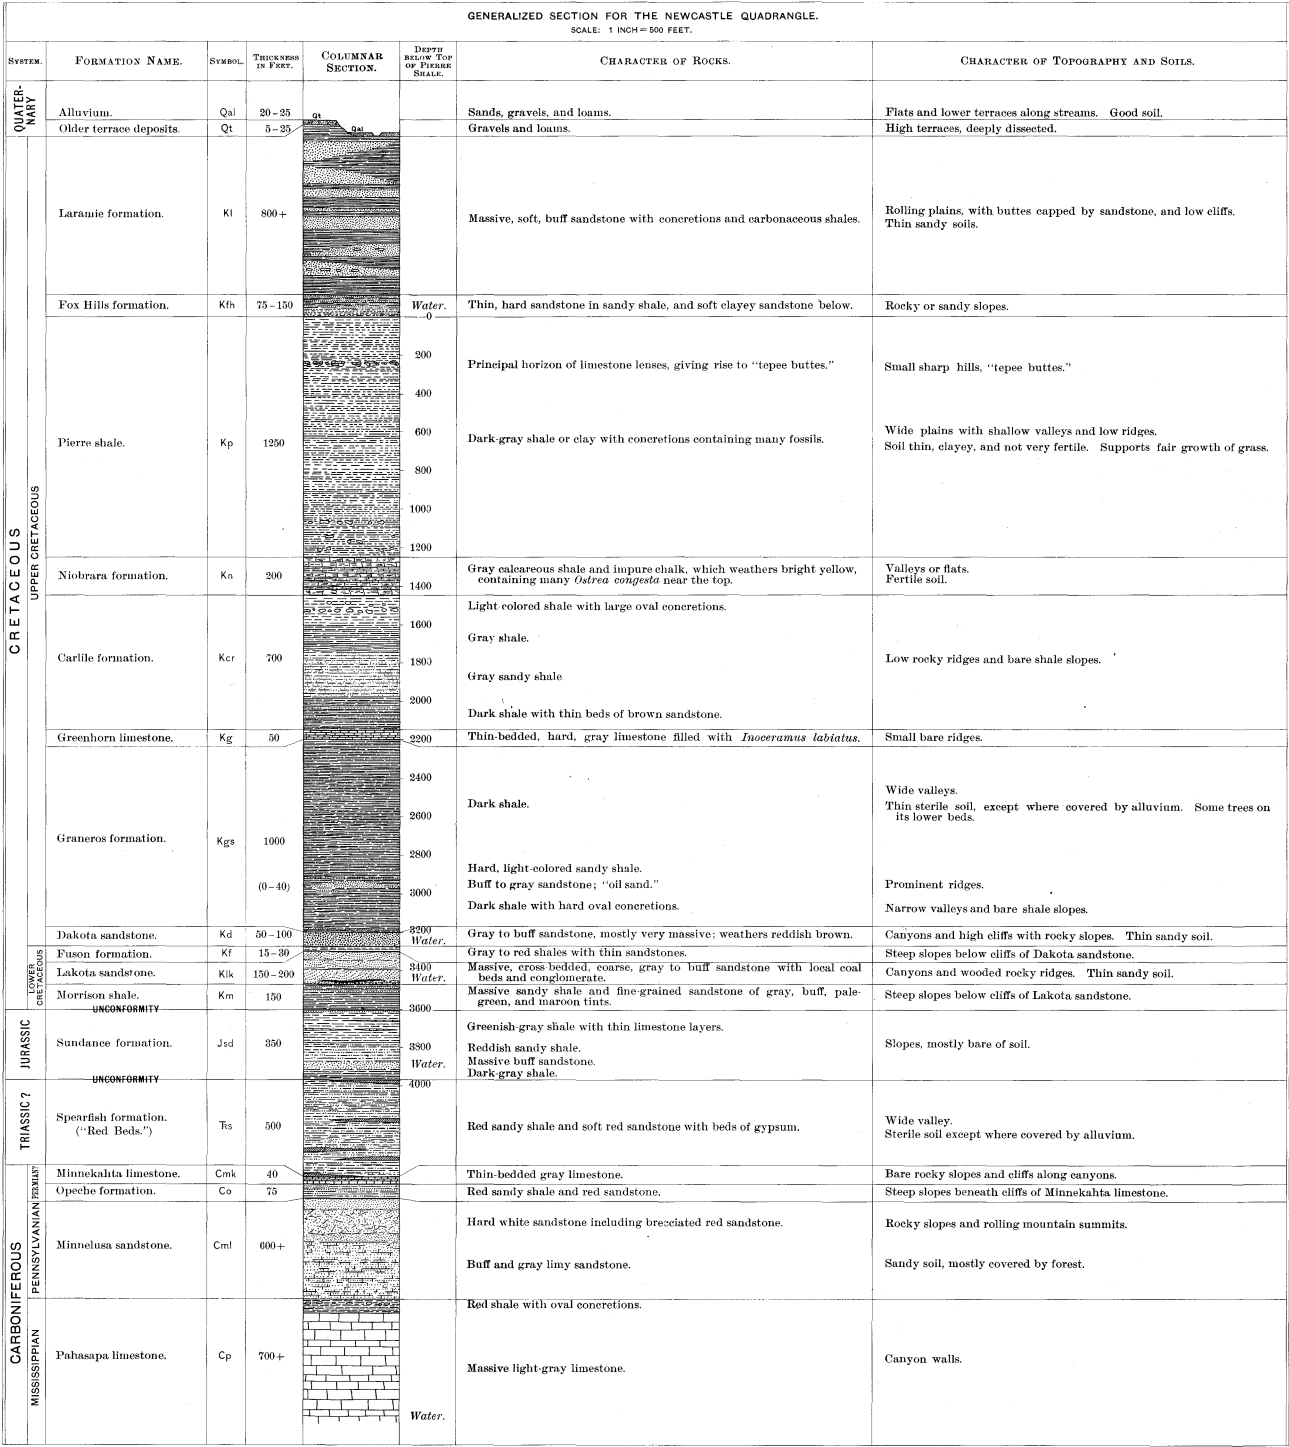 GENERALIZED SECTION FOR THE NEWCASTLE QUADRANGLE.
SCALE: 1 INCH = 500 FEET.
SYSTEM. FORMATION NAME. SYMBOL. THICKNESS IN FEET. COLUMNAR SECTION. DEPTH BELOW TOP OF PIERRE SHALE. CHARACTER OF ROCKS. CHARACTER OF TOPOGRAPHY AND SOILS.
QUATERNARY
Alluvium. Qal 20–25 Sands, gravels, and loams. Flats and lower terraces along streams. Good soil.
Qt
Qal
Older terrace deposits. Qt 5–25 Gravels and loams. High terraces, deeply dissected.
CRETACEOUS
UPPER CRETACEOUS
Laramie formation. Kl 800+ Massive, soft, buff sandstone with concretions and carbonaceous shales. Rolling plains, with buttes capped by sandstone, and low cliffs.
Thin sandy soils.
Fox Hills formation. Kfh 75–150 Water. Thin, hard sandstone in sandy shale, and soft clayey sandstone below. Rocky or sandy slopes.
0
200
Principal horizon of limestone lenses, giving rise to "tepee buttes." Small sharp hills, "tepee buttes."
400
600 Wide plains with shallow valleys and low ridges.
Pierre shale. Kp 1250 Dark-gray shale or clay with concretions containing many fossils. Soil thin, clayey, and not very fertile. Supports fair growth of grass.
800
1000
1200
Niobrara formation. Kn 200 Gray calcareous shale and impure chalk, which weathers bright yellow, Valleys or flats.
containing many Ostrea congesta near the top. Fertile soil.
1400
Light colored shale with large oval concretions.
1600
Gray shale.
Carlile formation. Kcr 700 1800 Low rocky ridges and bare shale slopes.
Gray sandy shale
2000
Dark shale with thin beds of brown sandstone.
Greenhorn limestone. Kg 50 2200 Thin-bedded, hard, gray limestone filled with Inoceramus labiatus. Small bare ridges.
2400
Wide valleys.
Dark shale. Thin sterile soil, except where covered by alluvium. Some trees on
2600 its lower beds.
Graneros formation. Kgs 1000
2800
Hard, light-colored sandy shale.
(0–40) Buff to gray sandstone; "oil sand." Prominent ridges.
3000
Dark shale with hard oval concretions. Narrow valleys and bare shale slopes.
3200
Dakota sandstone. Kd 50–100 Water. Gray to buff sandstone, mostly very massive; weathers reddish brown. Canyons and high cliffs with rocky slopes. Thin sandy soil.
LOWER CRETACEOUS
Fuson formation. Kf 15–30 Gray to red shales with thin sandstones. Steep slopes below cliffs of Dakota sandstone.
3400
Lakota sandstone. Klk 150–200 Water. Massive, cross-bedded, coarse, gray to buff sandstone with local coal
beds and conglomerate. Canyons and wooded rocky ridges. Thin sandy soil.
Morrison shale. Km 150 Massive sandy shale and fine-grained sandstone of gray, buff, pale-
green, and maroon tints. Steep slopes below cliffs of Lakota sandstone.
UNCONFORMITY 3600
JURASSIC
Greenish-gray shale with thin limestone layers.
Sundance formation. Jsd 350 3800 Reddish sandy shale. Slopes, mostly bare of soil.
Water. Massive buff sandstone.
Dark-gray shale.
UNCONFORMITY 4000
TRIASSIC ?
Spearfish formation. Wide valley.
("Red Beds.") Ꞧs 500 Red sandy shale and soft red sandstone with beds of gypsum. Sterile soil except where covered by alluvium.
CARBONIFEROUS
PERMIAN?
Minnekahta limestone. Cmk 40 Thin-bedded gray limestone. Bare rocky slopes and cliffs along canyons.
Opeche formation. Co 75 Red sandy shale and red sandstone. Steep slopes beneath cliffs of Minnekahta limestone.
PENNSYLVANIAN
Hard white sandstone including brecciated red sandstone. Rocky slopes and rolling mountain summits.
Minnelusa sandstone. Cml 600+
Buff and gray limy sandstone. Sandy soil, mostly covered by forest.
MISSISSIPPIAN
Red shale with oval concretions.
Pahasapa limestone. Cp 700+ Massive light-gray limestone. Canyon walls.
Water.